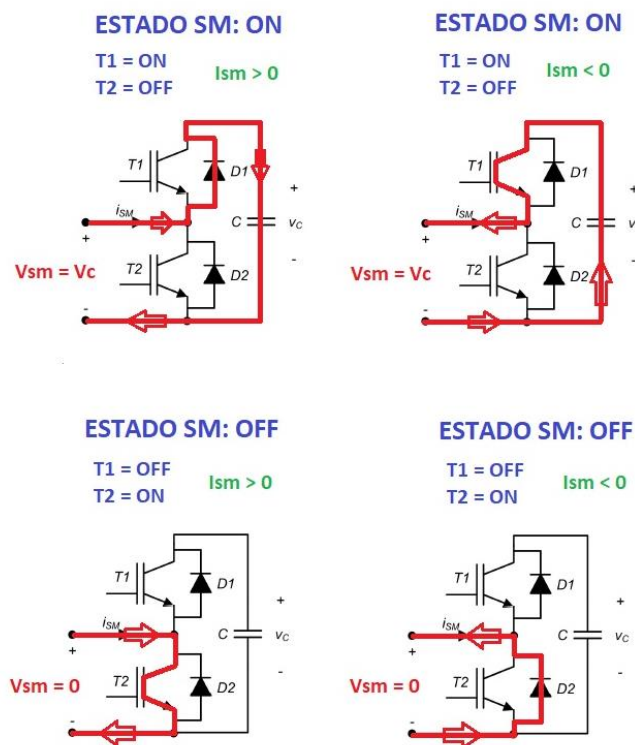 ESTADO SM: ON
T1 = ON
T2 = OFF
Ism > 0
T1
D1
iSM
+
+
C
vC
-
Vsm = Vc
T2
D2
-
ESTADO SM: ON
T1 = ON
T2 = OFF
Ism < 0
T1
D1
iSM
+
+
C
v
-
Vsm = Vc
T2
D2
-
ESTADO SM: OFF
T1 = OFF
T2 = ON
Ism > 0
T1
D1
iSM
+
+
C
vC
-
Vsm = 0
T2
D2
-
ESTADO SM: OFF
T1 = OFF
T2 = ON
Ism < 0
T1
D1
iSM
+
+
C
vC
-
Vsm = 0
T2
D2
-